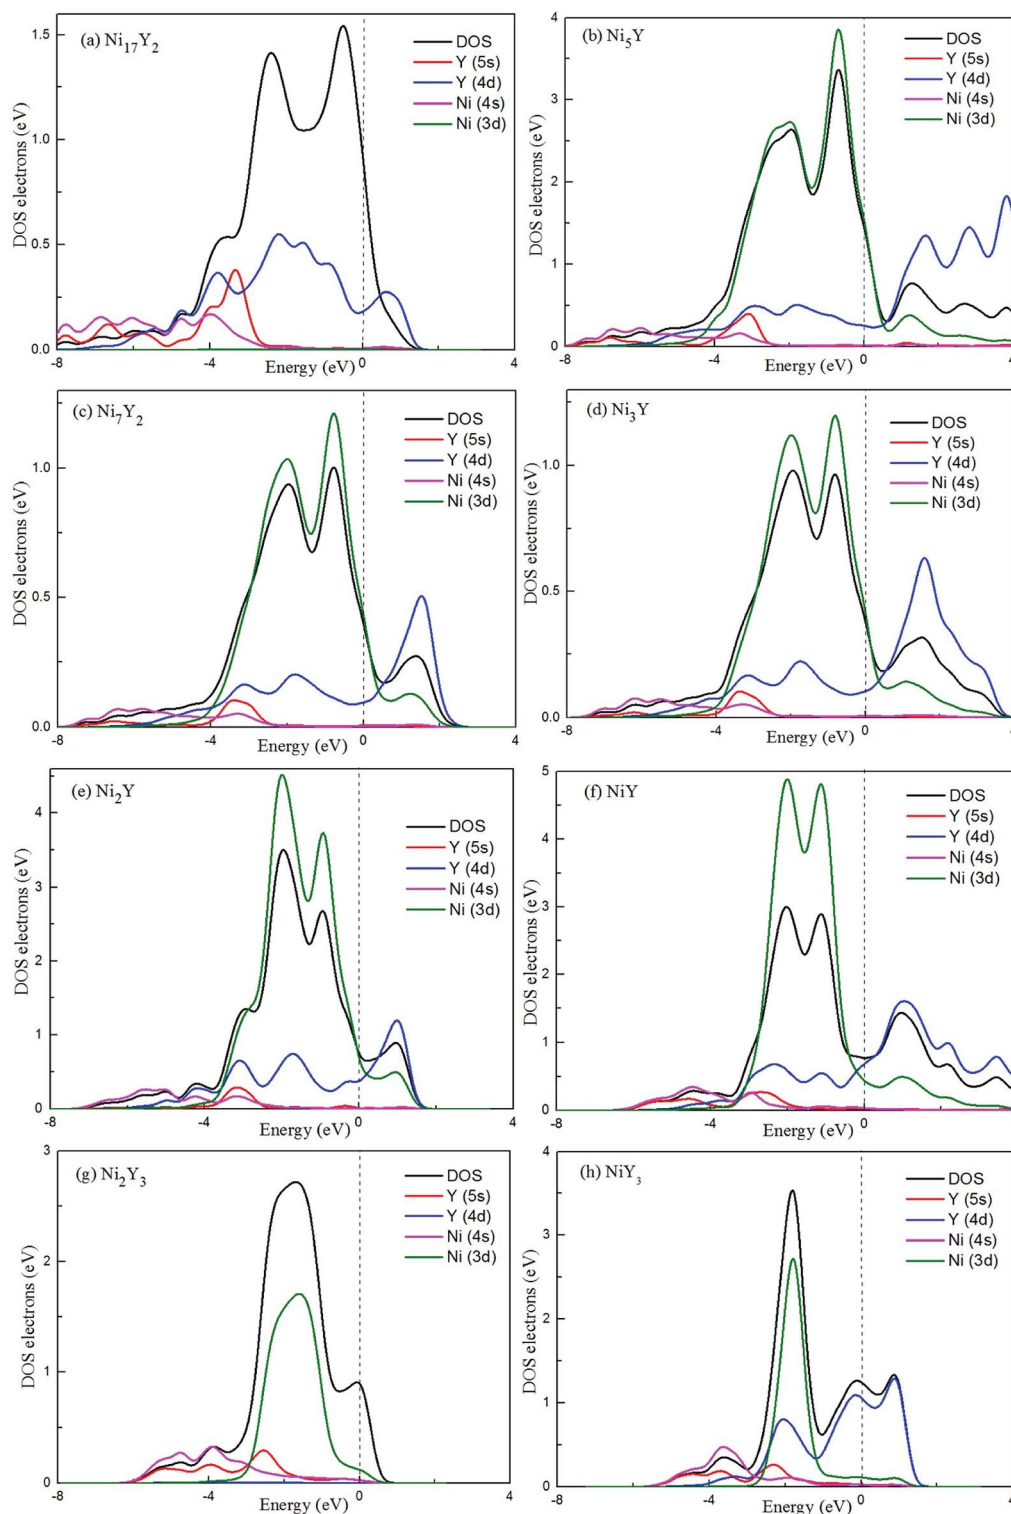 (a) Ni17Y2
DOS
Y (5s)
Y (4d)
Ni (4s)
Ni (3d)
DOS electrons (eV)
1.5
1.0
0.5
0.0
-8
-4
0
4
Energy (eV)
(b) Ni5Y
DOS
Y (5s)
Y (4d)
Ni (4s)
Ni (3d)
DOS electrons (eV)
4
3
2
1
0
-8
-4
0
4
Energy (eV)
(c) Ni7Y2
DOS
Y (5s)
Y (4d)
Ni (4s)
Ni (3d)
DOS electrons (eV)
1.0
0.5
0.0
-8
-4
0
4
Energy (eV)
(d) Ni3Y
DOS
Y (5s)
Y (4d)
Ni (4s)
Ni (3d)
DOS electrons (eV)
1.0
0.5
0.0
-8
-4
0
4
Energy (eV)
(e) Ni2Y
DOS
Y (5s)
Y (4d)
Ni (4s)
Ni (3d)
DOS electrons (eV)
4
3
2
1
0
-8
-4
0
4
Energy (eV)
(f) NiY
DOS
Y (5s)
Y (4d)
Ni (4s)
Ni (3d)
DOS electrons (eV)
5
4
3
2
1
0
-8
-4
0
4
Energy (eV)
(g) Ni2Y3
DOS
Y (5s)
Y (4d)
Ni (4s)
Ni (3d)
DOS electrons (eV)
3
2
1
0
-8
-4
0
4
Energy (eV)
(h) NiY3
DOS
Y (5s)
Y (4d)
Ni (4s)
Ni (3d)
DOS electrons (eV)
4
3
2
1
0
-8
-4
0
4
Energy (eV)